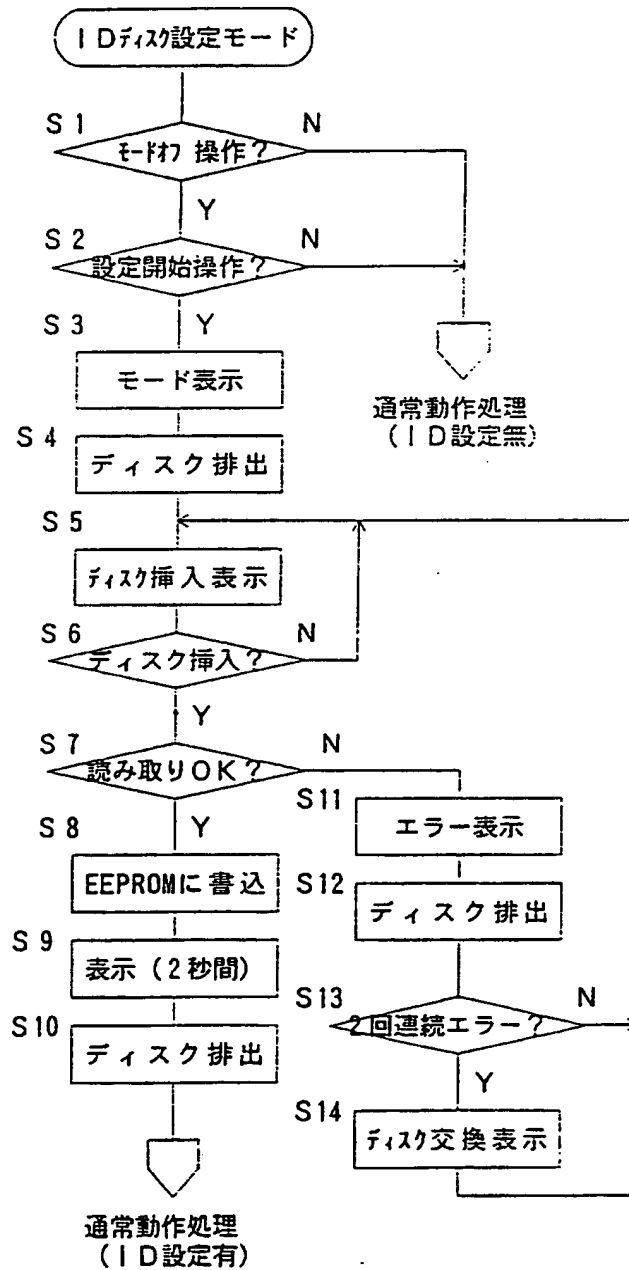 IDディスク設定モード
S1
N
モードオフ 操作?
Y
S2
N
設定開始操作?
Y
S3
モード表示
通常動作処理
(ID設定無)
S4
ディスク排出
S5
ディスク挿入表示
S6
N
ディスク挿入?
Y
S7
N
読み取りOK?
S11
エラー表示
S8
Y
EEPROMに書込
S12
ディスク排出
S9
表示(2秒間)
S13
N
2回連続エラー?
S10
ディスク排出
Y
S14
ディスク交換表示
通常動作処理
(ID設定有)